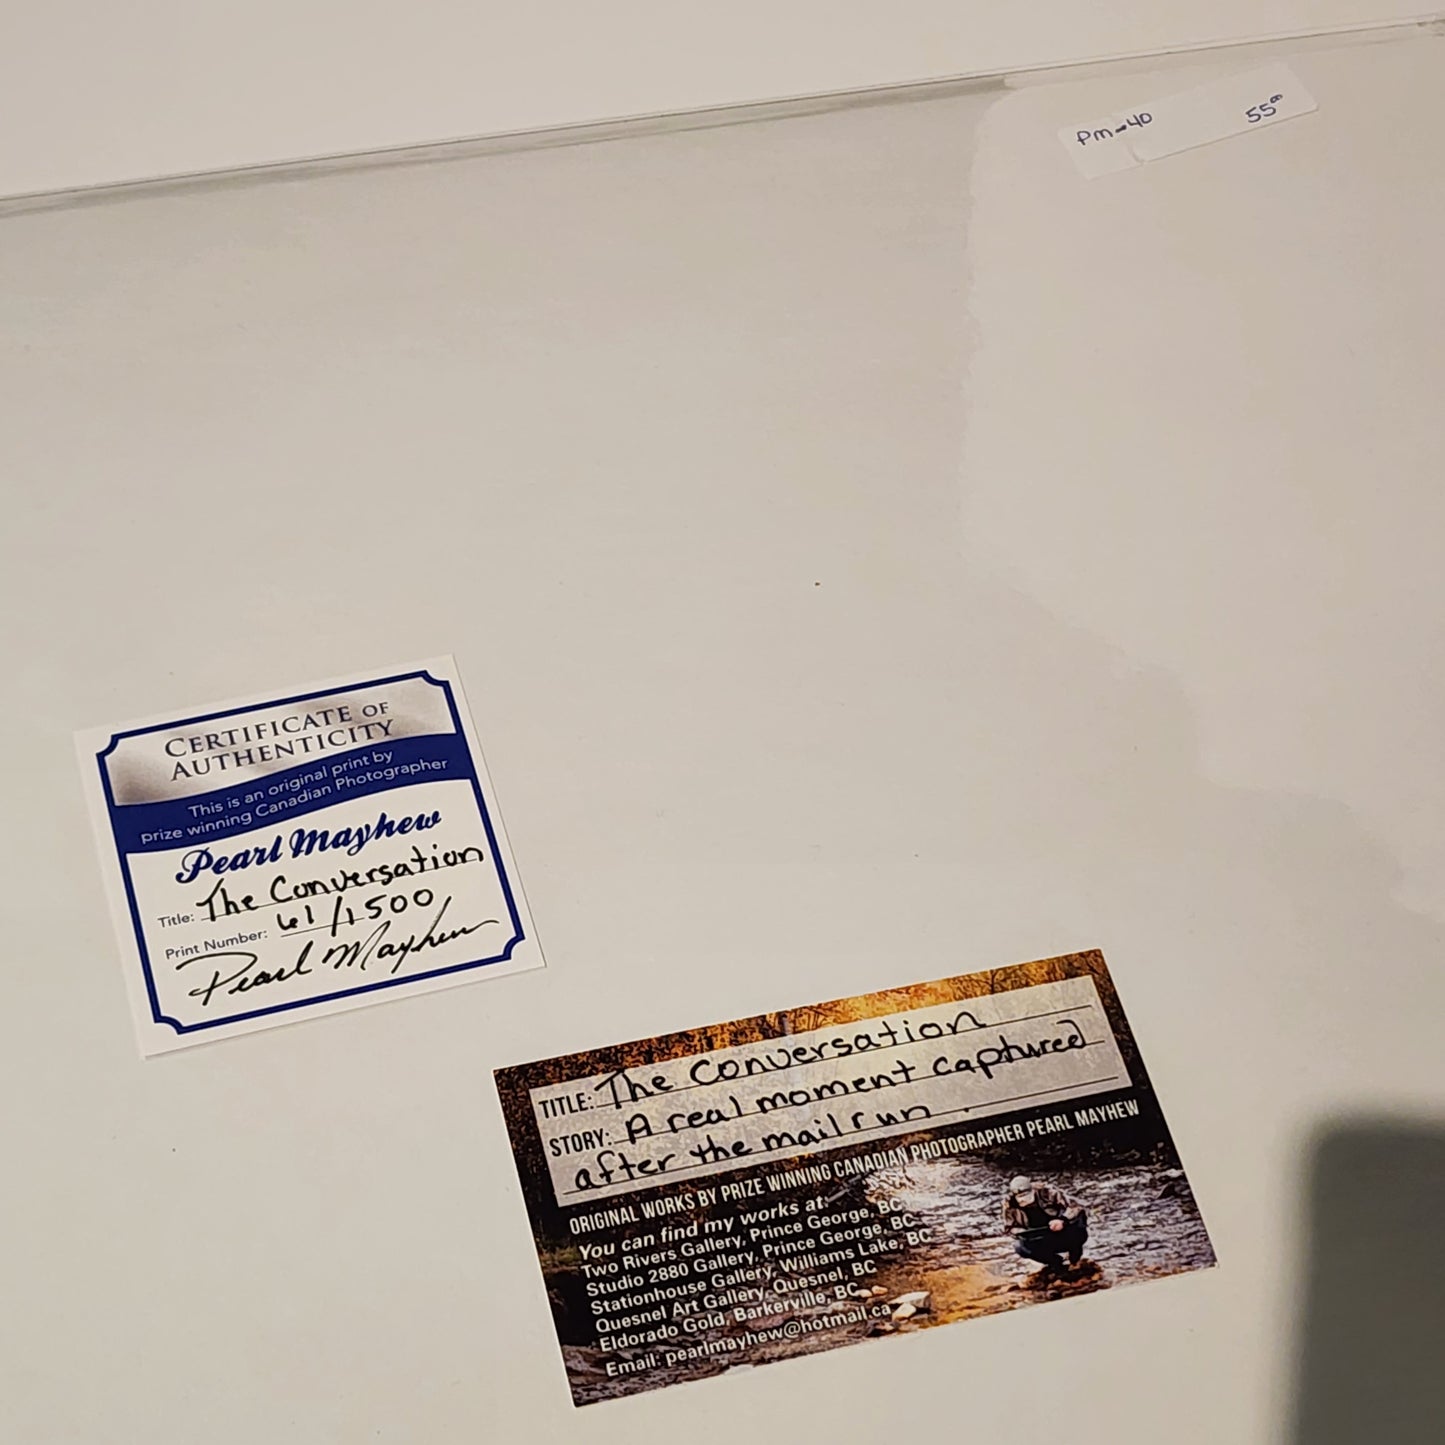 Pm-40 55⁰⁰
CERTIFICATE OF
AUTHENTICITY
This is an original print by
prize winning Canadian Photographer
Pearl Mayhew
Title: The Conversation
Print Number: 61/1500
Pearl Mayhew
TITLE: The Conversation
STORY: A real moment captured
after the mail run.
ORIGINAL WORKS BY PRIZE WINNING CANADIAN PHOTOGRAPHER PEARL MAYHEW
You can find my works at:
Two Rivers Gallery, Prince George, BC
Studio 2880 Gallery, Prince George, BC
Stationhouse Gallery, Williams Lake, BC
Quesnel Art Gallery, Quesnel, BC
Eldorado Gold, Barkerville, BC
Email: pearlmayhew@hotmail.ca